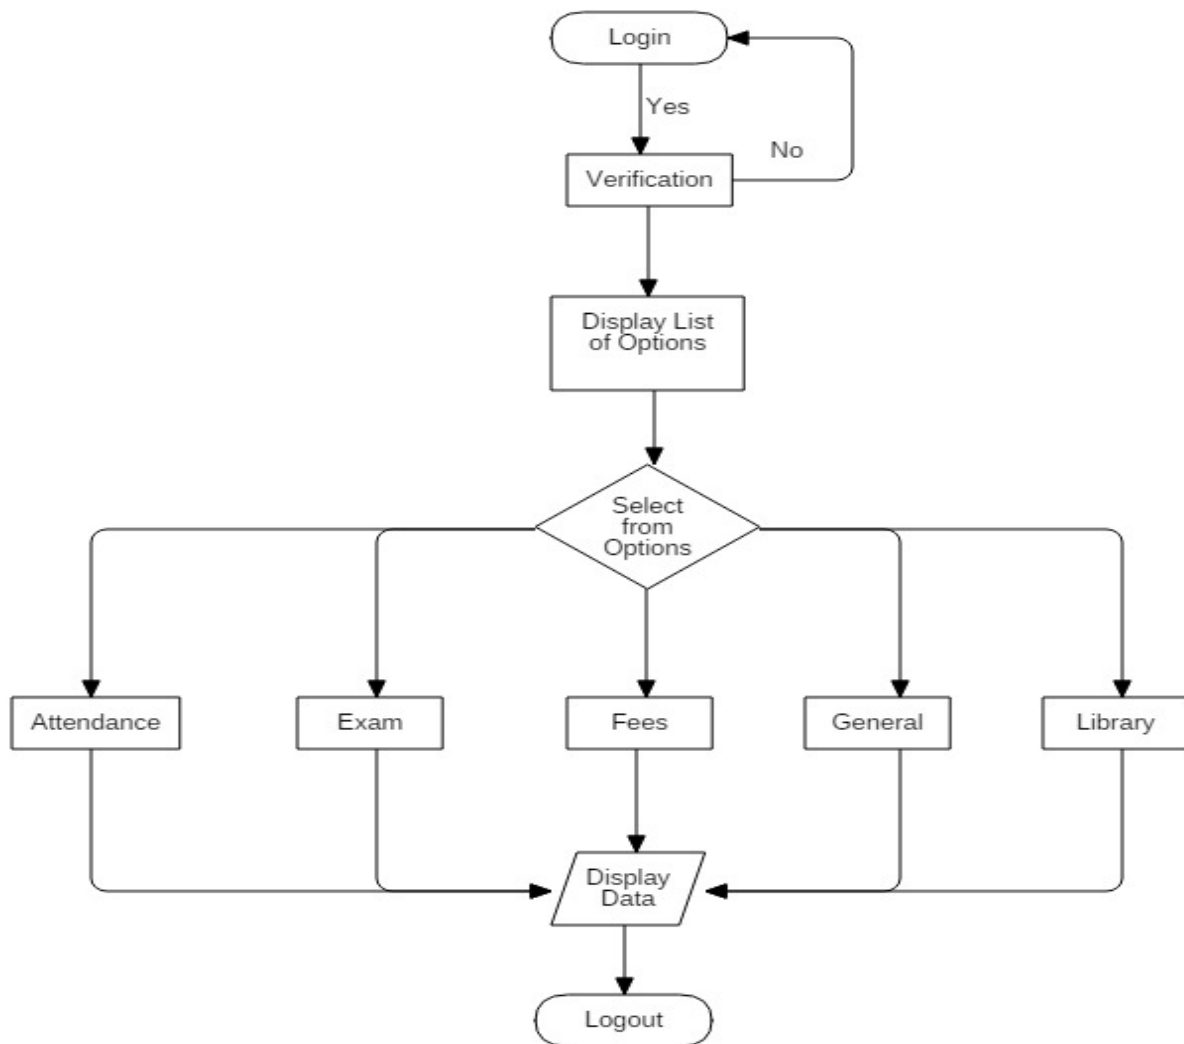 Login
Yes
No
Verification
Display List
of Options
Select
from
Options
Attendance
Exam
Fees
General
Library
Display
Data
Logout